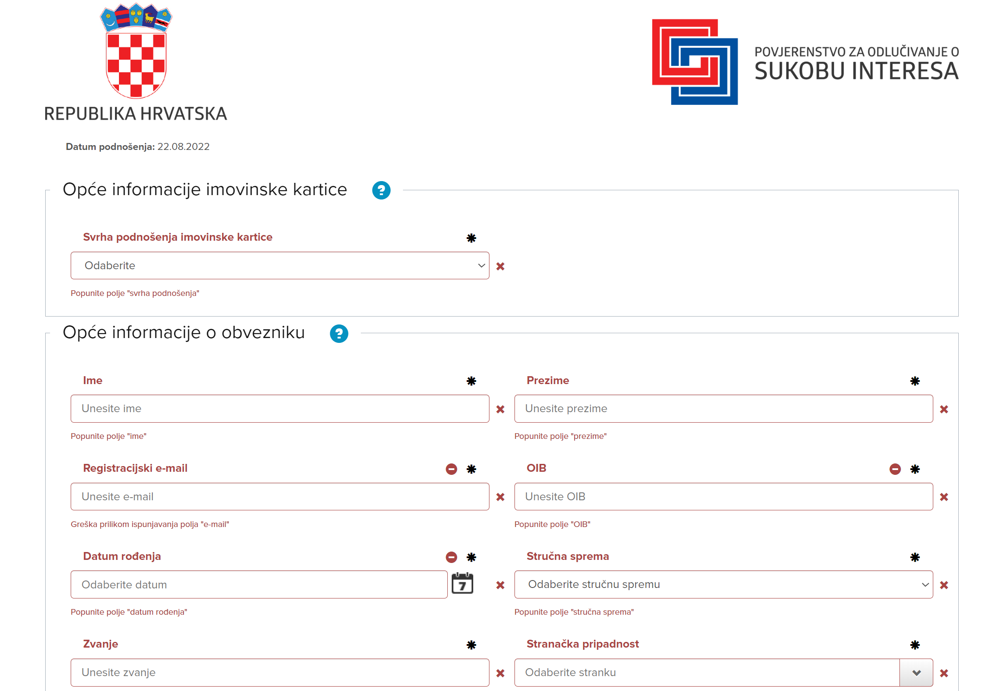 REPUBLIKA HRVATSKA
POVJERENSTVO ZA ODLUČIVANJE O
SUKOBU INTERESA
Datum podnošenja: 22.08.2022
Opće informacije imovinske kartice ?
Svrha podnošenja imovinske kartice
Odaberite
Popunite polje "svrha podnošenja"
Opće informacije o obvezniku ?
Ime
Prezime
Unesite ime
Unesite prezime
Popunite polje "ime"
Popunite polje "prezime"
Registracijski e-mail
OIB
Unesite e-mail
Unesite OIB
Greška prilikom ispunjavanja polja "e-mail"
Popunite polje "OIB"
Datum rođenja
Stručna sprema
Odaberite datum
7
Odaberite stručnu spremu
Popunite polje "datum rođenja"
Popunite polje "stručna sprema"
Zvanje
Stranačka pripadnost
Unesite zvanje
Odaberite stranku